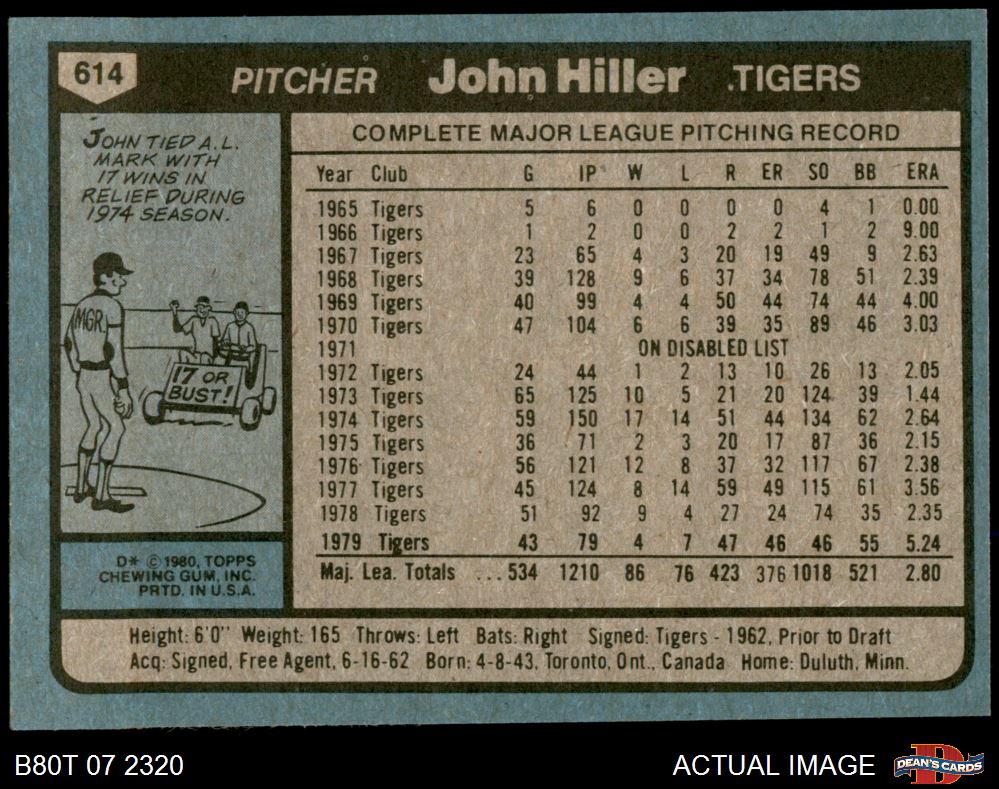 614
PITCHER John Hiller .TIGERS
JOHN TIED A.L.
MARK WITH
17 WINS IN
RELIEF DURING
1974 SEASON.
MGR.
17 OR
BUST!
D* © 1980, TOPPS
CHEWING GUM, INC.
PRTD. IN U.S.A.
COMPLETE MAJOR LEAGUE PITCHING RECORD
Year Club G IP W L R ER SO BB ERA
1965 Tigers 5 6 0 0 0 0 4 1 0.00
1966 Tigers 1 2 0 0 2 2 1 2 9.00
1967 Tigers 23 65 4 3 20 19 49 9 2.63
1968 Tigers 39 128 9 6 37 34 78 51 2.39
1969 Tigers 40 99 4 4 50 44 74 44 4.00
1970 Tigers 47 104 6 6 39 35 89 46 3.03
1971 ON DISABLED LIST
1972 Tigers 24 44 1 2 13 10 26 13 2.05
1973 Tigers 65 125 10 5 21 20 124 39 1.44
1974 Tigers 59 150 17 14 51 44 134 62 2.64
1975 Tigers 36 71 2 3 20 17 87 36 2.15
1976 Tigers 56 121 12 8 37 32 117 67 2.38
1977 Tigers 45 124 8 14 59 49 115 61 3.56
1978 Tigers 51 92 9 4 27 24 74 35 2.35
1979 Tigers 43 79 4 7 47 46 46 55 5.24
Maj. Lea. Totals ... 534 1210 86 76 423 376 1018 521 2.80
Height: 6'0" Weight: 165 Throws: Left Bats: Right Signed: Tigers - 1962, Prior to Draft
Acq: Signed, Free Agent, 6-16-62 Born: 4-8-43, Toronto, Ont., Canada Home: Duluth, Minn.
B80T 07 2320 ACTUAL IMAGE
D
DEAN'S CARDS